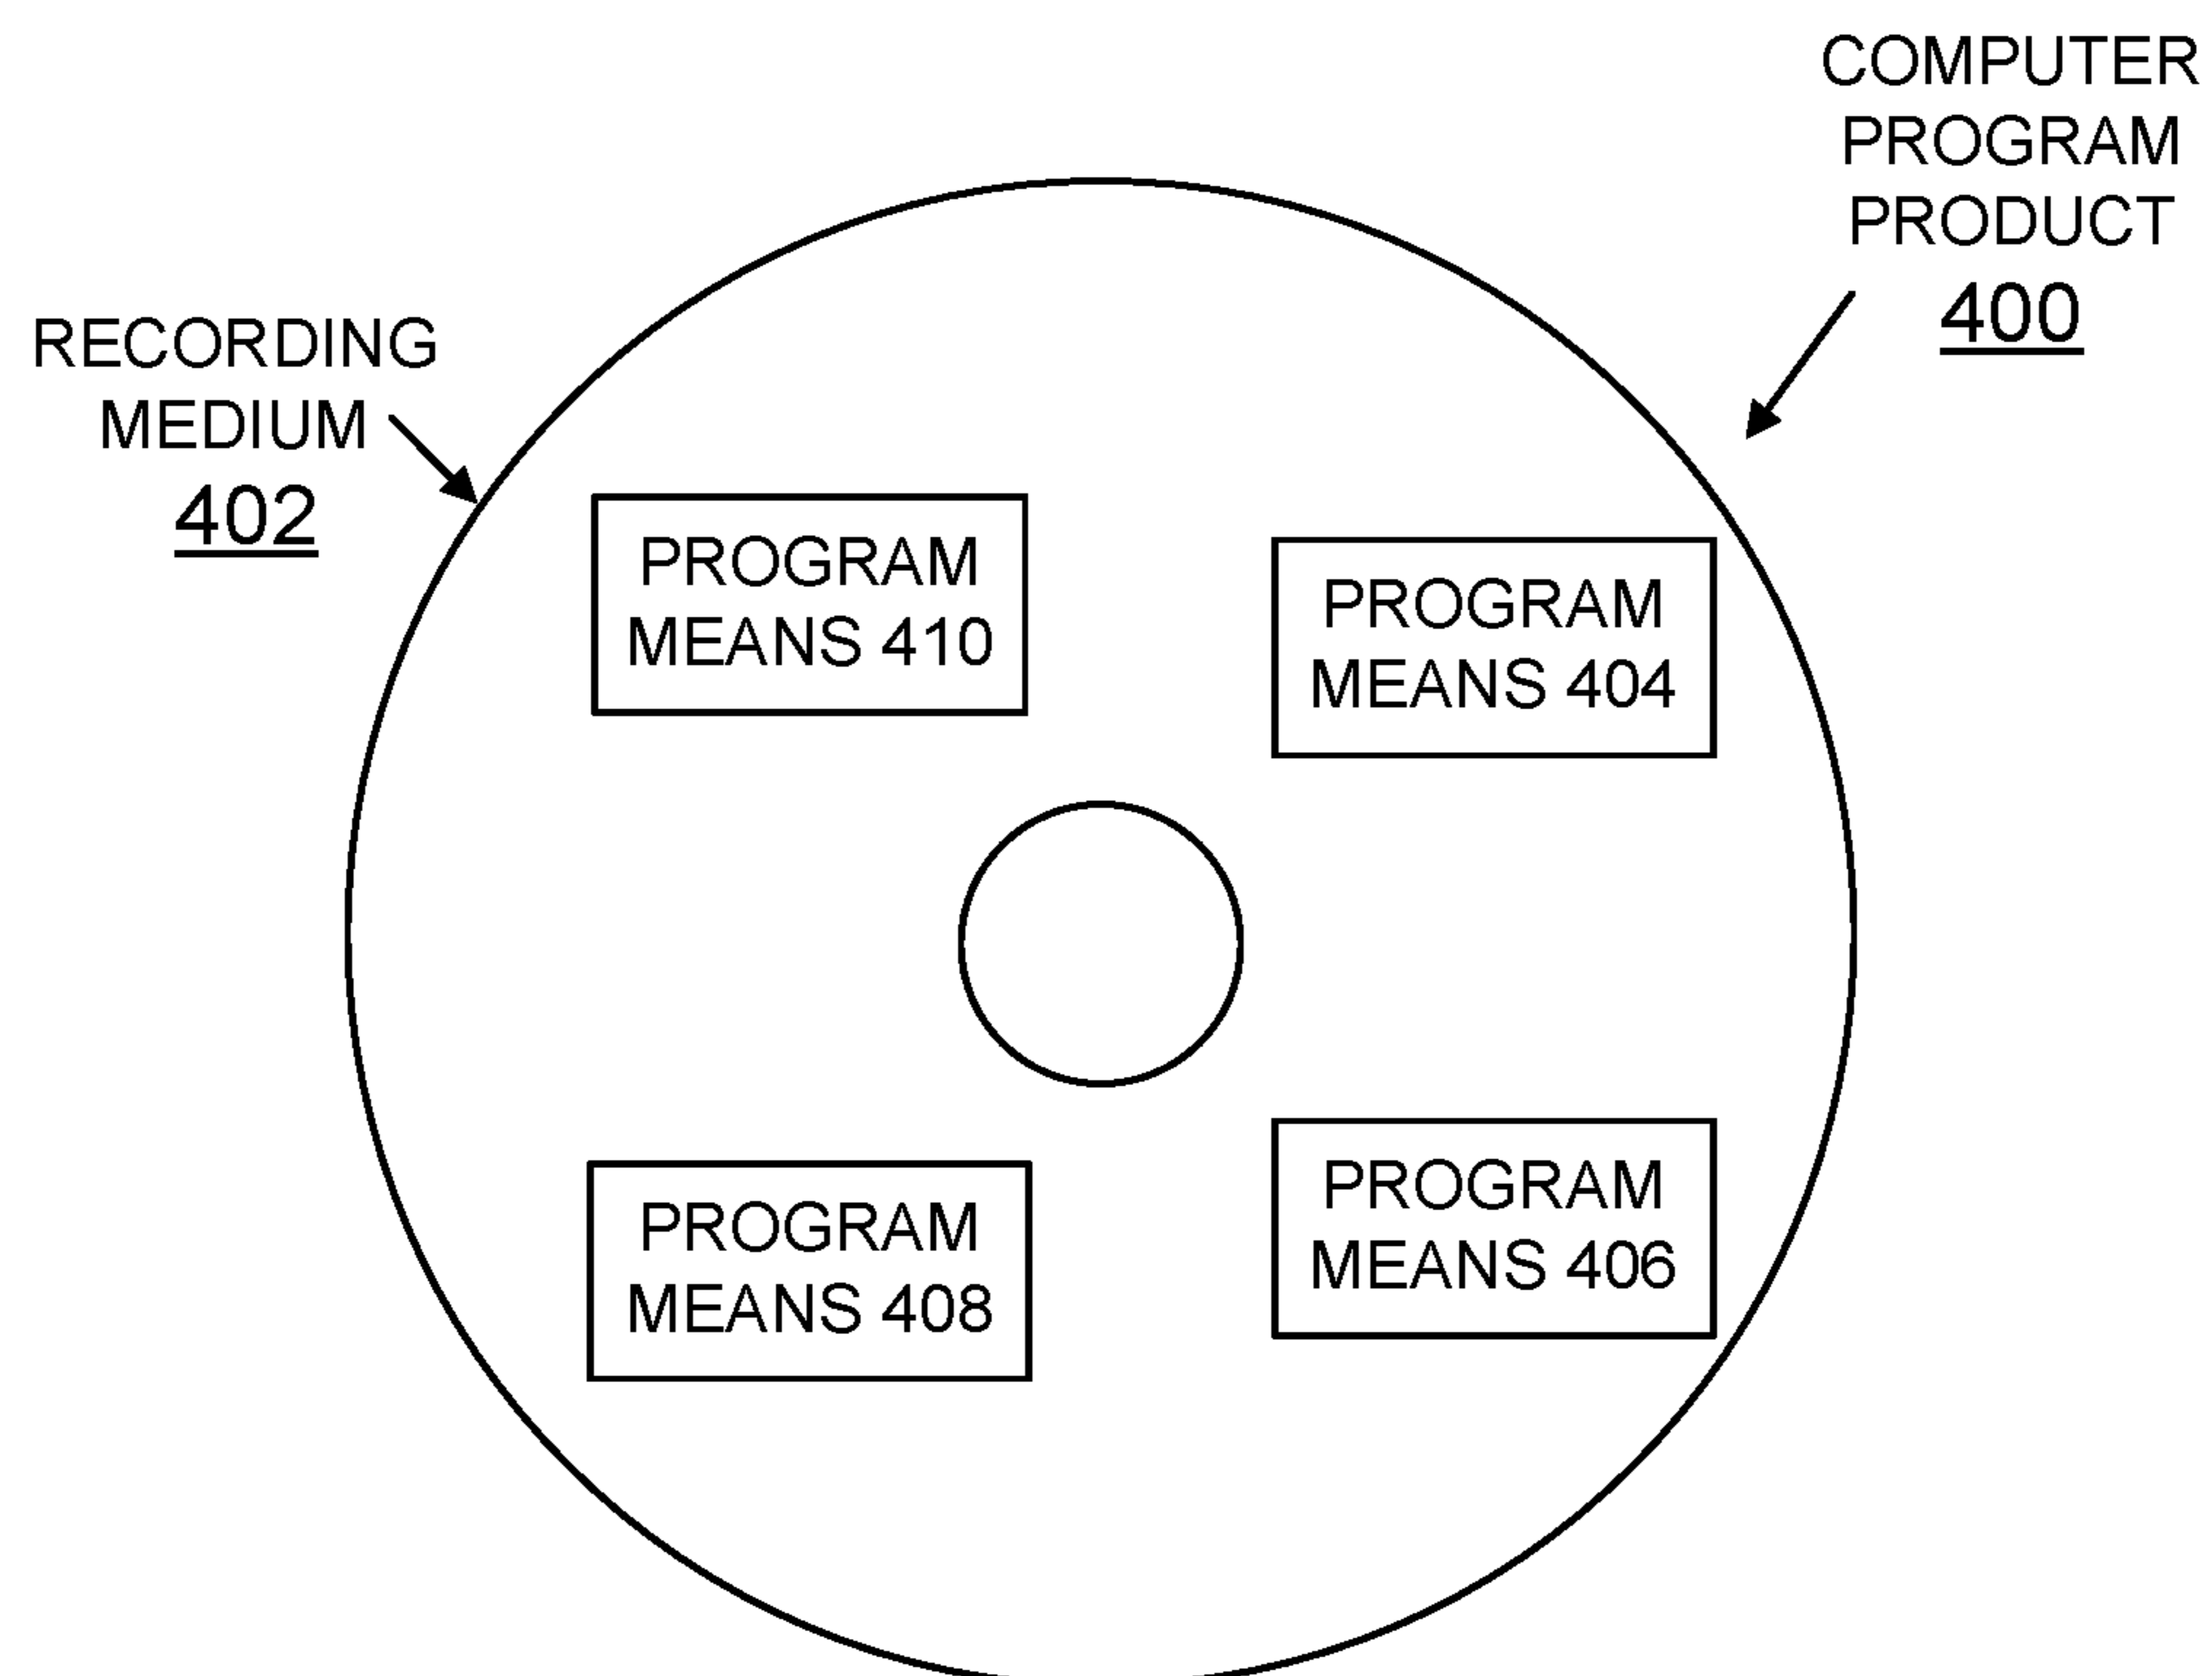 COMPUTER
PROGRAM
PRODUCT
400
RECORDING
MEDIUM
402
PROGRAM
MEANS 410
PROGRAM
MEANS 404
PROGRAM
MEANS 408
PROGRAM
MEANS 406